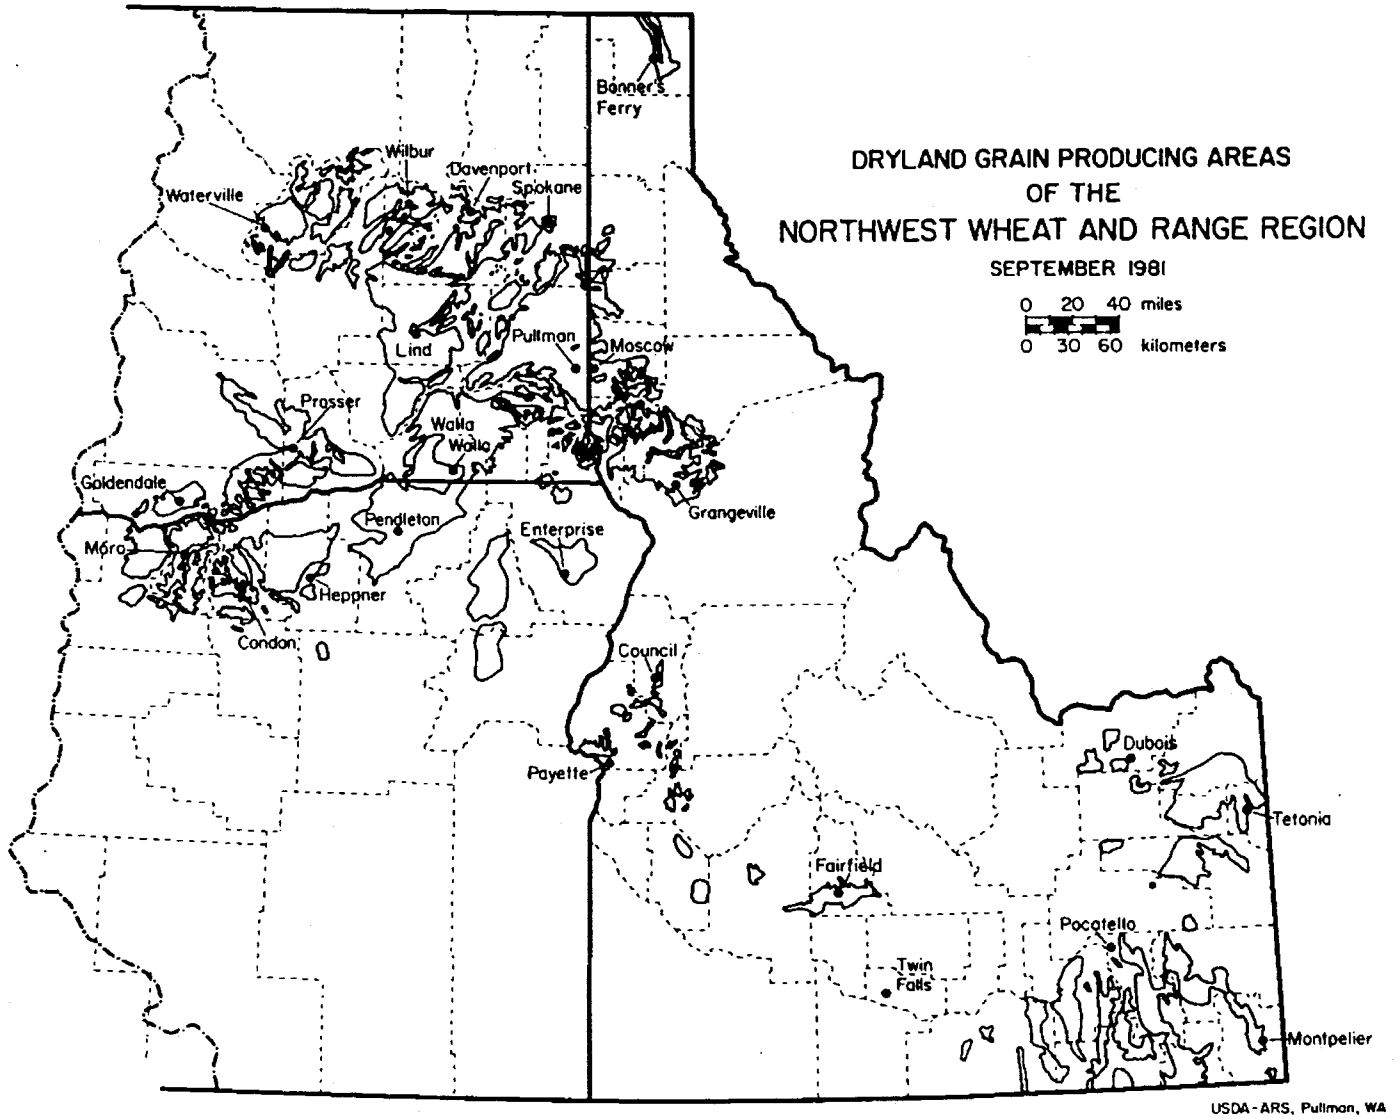 Bonner's
Ferry
DRYLAND GRAIN PRODUCING AREAS
OF THE
NORTHWEST WHEAT AND RANGE REGION
SEPTEMBER 1981
0 20 40 miles
0 30 60 kilometers
Wilbur
Davenport
Spokane
Waterville
Lind
Pullman
Moscow
Prosser
Walla
Walla
Goldendale
Grangeville
Pendleton
Enterprise
Moro
Heppner
Condon
Council
Payette
Dubois
Tetonia
Fairfield
Pocatello
Twin
Falls
Montpelier
USDA-ARS, Pullman, WA